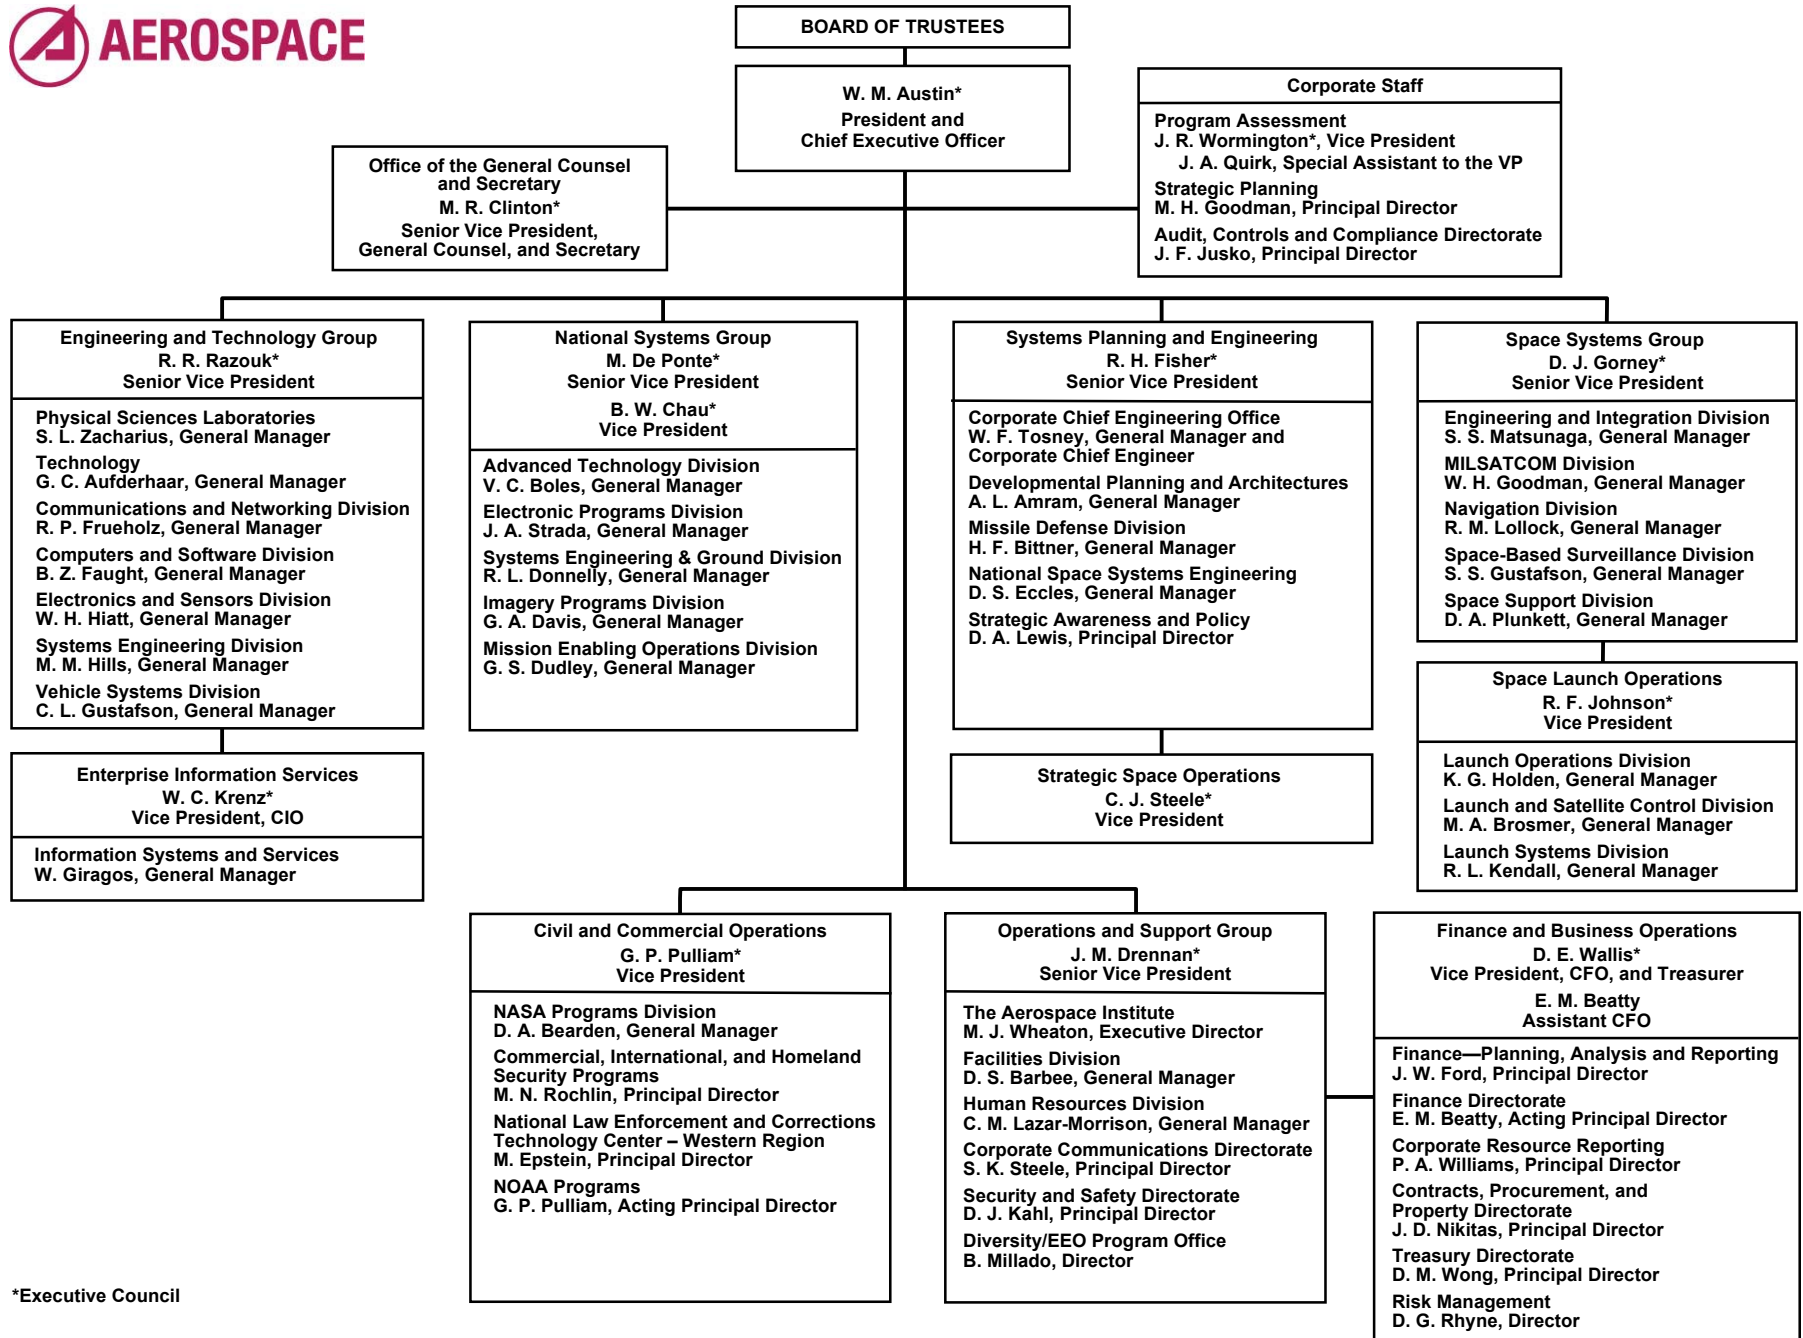 AEROSPACE
BOARD OF TRUSTEES
W. M. Austin*
President and
Chief Executive Officer
Corporate Staff
Program Assessment
J. R. Wormington*, Vice President
J. A. Quirk, Special Assistant to the VP
Strategic Planning
M. H. Goodman, Principal Director
Audit, Controls and Compliance Directorate
J. F. Jusko, Principal Director
Office of the General Counsel
and Secretary
M. R. Clinton*
Senior Vice President,
General Counsel, and Secretary
Engineering and Technology Group
R. R. Razouk*
Senior Vice President
Physical Sciences Laboratories
S. L. Zacharius, General Manager
Technology
G. C. Aufderhaar, General Manager
Communications and Networking Division
R. P. Frueholz, General Manager
Computers and Software Division
B. Z. Faught, General Manager
Electronics and Sensors Division
W. H. Hiatt, General Manager
Systems Engineering Division
M. M. Hills, General Manager
Vehicle Systems Division
C. L. Gustafson, General Manager
Enterprise Information Services
W. C. Krenz*
Vice President, CIO
Information Systems and Services
W. Giragos, General Manager
National Systems Group
M. De Ponte*
Senior Vice President
B. W. Chau*
Vice President
Advanced Technology Division
V. C. Boles, General Manager
Electronic Programs Division
J. A. Strada, General Manager
Systems Engineering & Ground Division
R. L. Donnelly, General Manager
Imagery Programs Division
G. A. Davis, General Manager
Mission Enabling Operations Division
G. S. Dudley, General Manager
Systems Planning and Engineering
R. H. Fisher*
Senior Vice President
Corporate Chief Engineering Office
W. F. Tosney, General Manager and
Corporate Chief Engineer
Developmental Planning and Architectures
A. L. Amram, General Manager
Missile Defense Division
H. F. Bittner, General Manager
National Space Systems Engineering
D. S. Eccles, General Manager
Strategic Awareness and Policy
D. A. Lewis, Principal Director
Strategic Space Operations
C. J. Steele*
Vice President
Space Systems Group
D. J. Gorney*
Senior Vice President
Engineering and Integration Division
S. S. Matsunaga, General Manager
MILSATCOM Division
W. H. Goodman, General Manager
Navigation Division
R. M. Lollock, General Manager
Space-Based Surveillance Division
S. S. Gustafson, General Manager
Space Support Division
D. A. Plunkett, General Manager
Space Launch Operations
R. F. Johnson*
Vice President
Launch Operations Division
K. G. Holden, General Manager
Launch and Satellite Control Division
M. A. Brosmer, General Manager
Launch Systems Division
R. L. Kendall, General Manager
Civil and Commercial Operations
G. P. Pulliam*
Vice President
NASA Programs Division
D. A. Bearden, General Manager
Commercial, International, and Homeland
Security Programs
M. N. Rochlin, Principal Director
National Law Enforcement and Corrections
Technology Center – Western Region
M. Epstein, Principal Director
NOAA Programs
G. P. Pulliam, Acting Principal Director
Operations and Support Group
J. M. Drennan*
Senior Vice President
The Aerospace Institute
M. J. Wheaton, Executive Director
Facilities Division
D. S. Barbee, General Manager
Human Resources Division
C. M. Lazar-Morrison, General Manager
Corporate Communications Directorate
S. K. Steele, Principal Director
Security and Safety Directorate
D. J. Kahl, Principal Director
Diversity/EEO Program Office
B. Millado, Director
Finance and Business Operations
D. E. Wallis*
Vice President, CFO, and Treasurer
E. M. Beatty
Assistant CFO
Finance—Planning, Analysis and Reporting
J. W. Ford, Principal Director
Finance Directorate
E. M. Beatty, Acting Principal Director
Corporate Resource Reporting
P. A. Williams, Principal Director
Contracts, Procurement, and
Property Directorate
J. D. Nikitas, Principal Director
Treasury Directorate
D. M. Wong, Principal Director
Risk Management
D. G. Rhyne, Director
*Executive Council